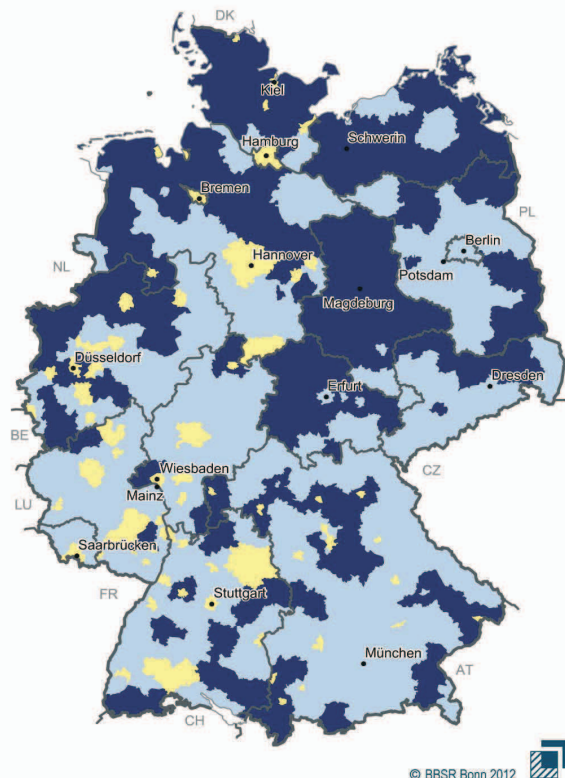 DK
Kiel
Hamburg
Schwerin
Bremen
PL
Berlin
NL
Hannover
Potsdam
Magdeburg
Düsseldorf
Erfurt
Dresden
BE
CZ
Wiesbaden
LU
Mainz
Saarbrücken
FR
Stuttgart
München
AT
CH
© BBSR Bonn 2012